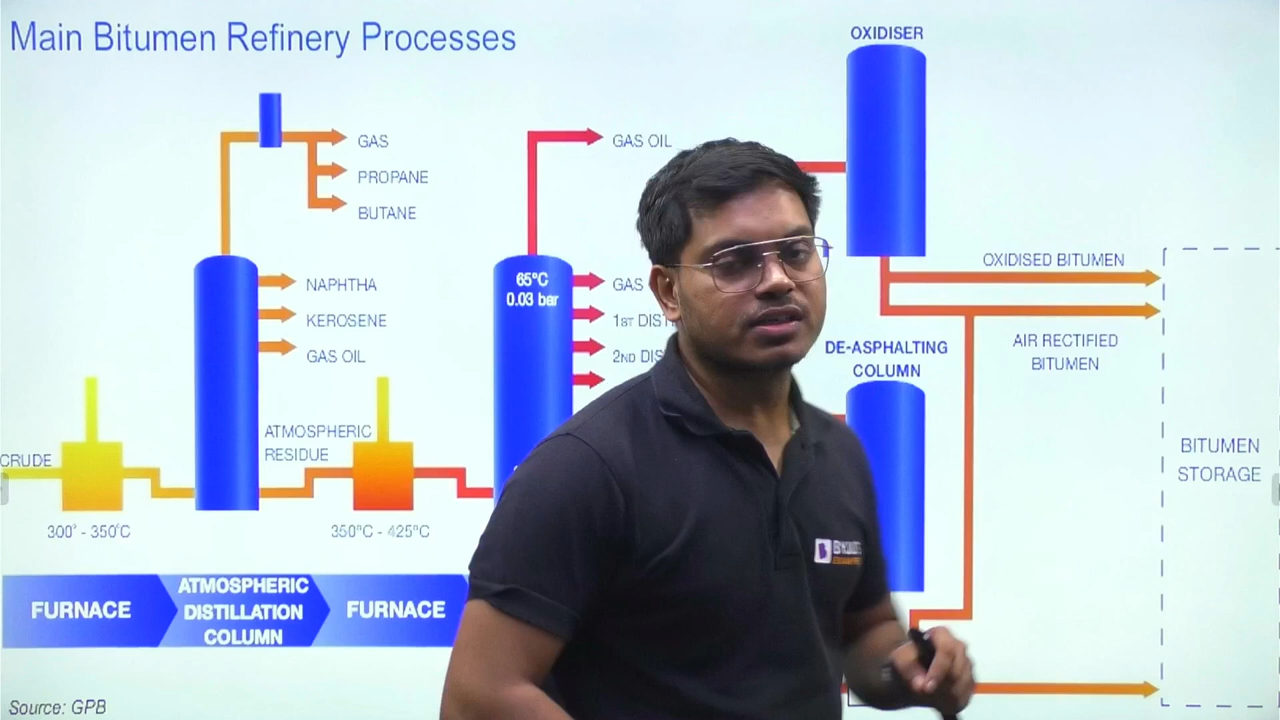 Main Bitumen Refinery Processes
OXIDISER
GAS
PROPANE
BUTANE
GAS OIL
NAPHTHA
KEROSENE
GAS OIL
65°C
0.03 bar
GAS
1ST
2ND
OXIDISED BITUMEN
AIR RECTIFIED
BITUMEN
DE-ASPHALTING
COLUMN
BITUMEN
STORAGE
CRUDE
ATMOSPHERIC
RESIDUE
300° - 350°C
350°C - 425°C
FURNACE
ATMOSPHERIC
DISTILLATION
COLUMN
FURNACE
Source: GPB